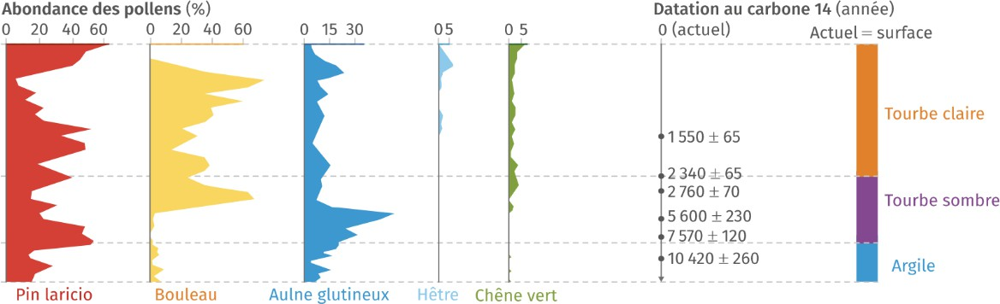 Abondance des pollens (%)
Datation au carbone 14 (année)
0 20 40 60
0 20 40 60
0 15 30
0 5
0 5
0 (actuel)
Actuel = surface
Tourbe claire
1 550 ± 65
2 340 ± 65
2 760 ± 70
Tourbe sombre
5 600 ± 230
7 570 ± 120
10 420 ± 260
Argile
Pin laricio
Bouleau
Aulne glutineux
Hêtre
Chêne vert